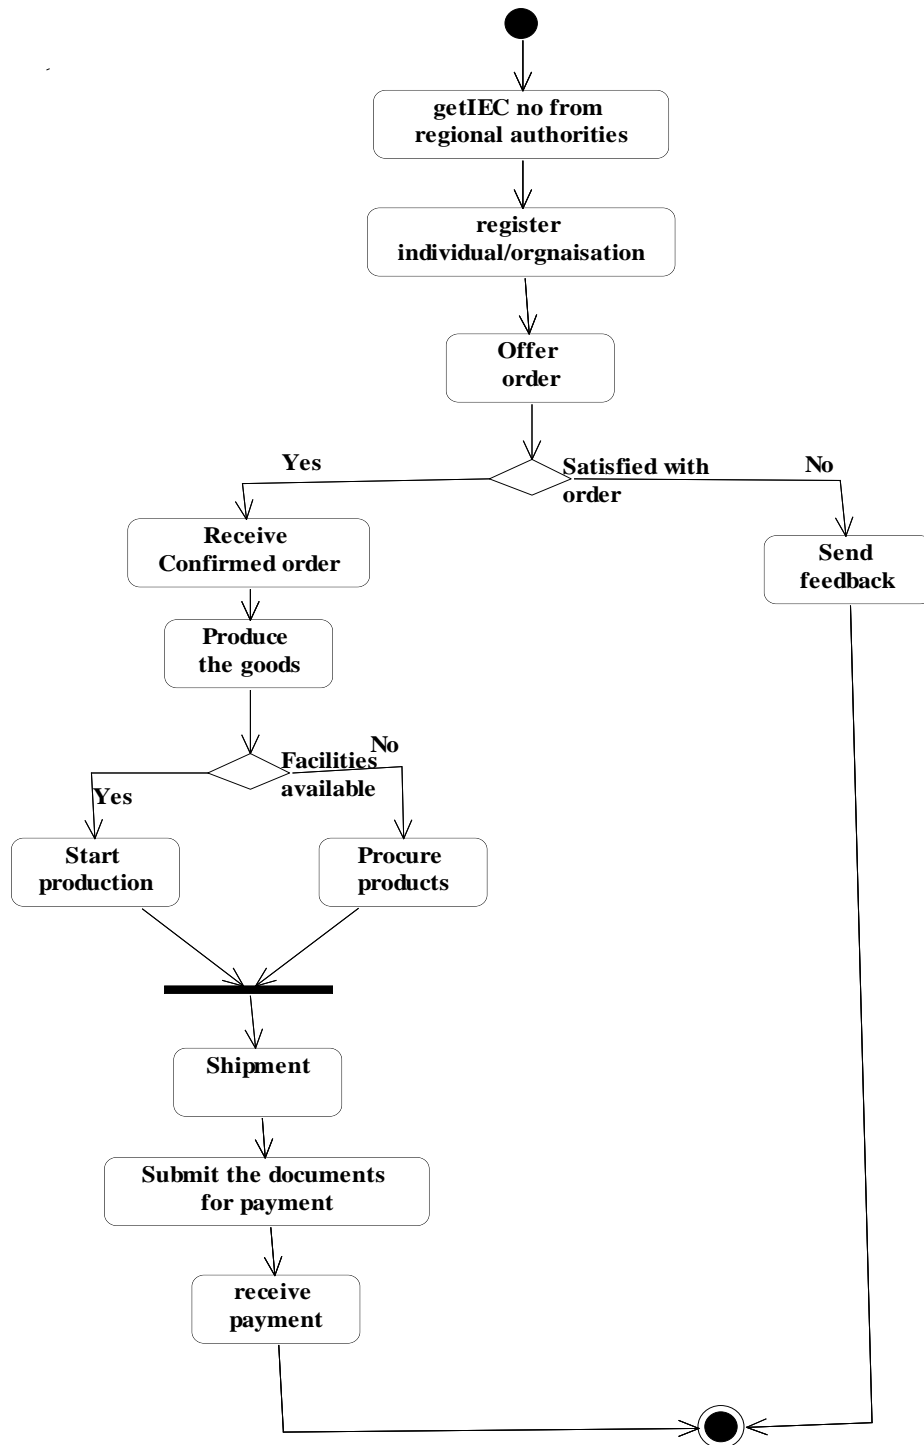 getIEC no from
regional authorities
register
individual/orgnaisation
Offer
order
Yes
Satisfied with
order
No
Receive
Confirmed order
Send
feedback
Produce
the goods
No
Facilities
available
Yes
Start
production
Procure
products
Shipment
Submit the documents
for payment
receive
payment